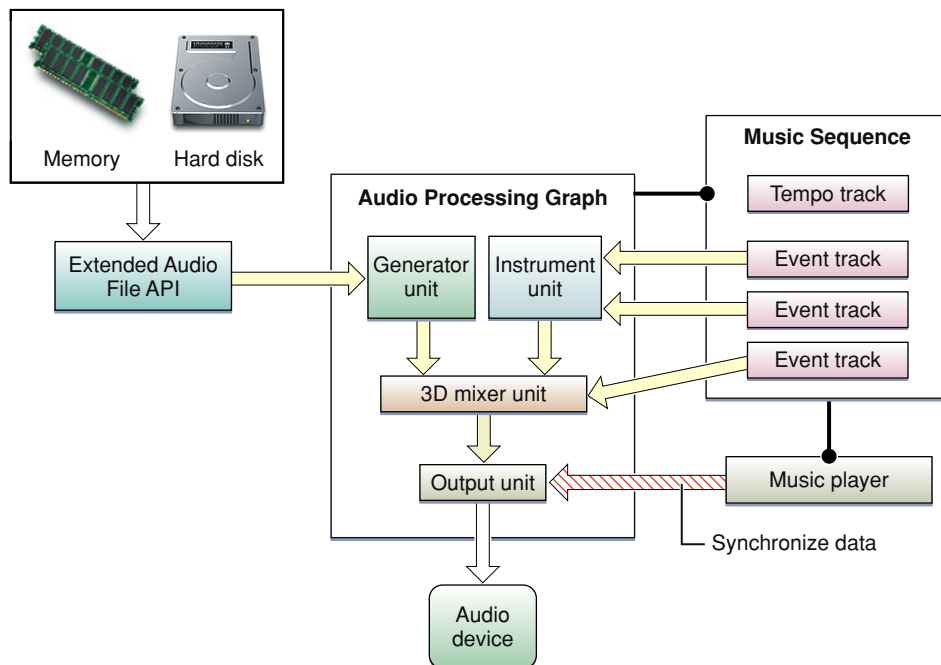 Memory
Hard disk
Music Sequence
Tempo track
Audio Processing Graph
Extended Audio
File API
Generator
unit
Instrument
unit
Event track
Event track
Event track
3D mixer unit
Output unit
Music player
Synchronize data
Audio
device